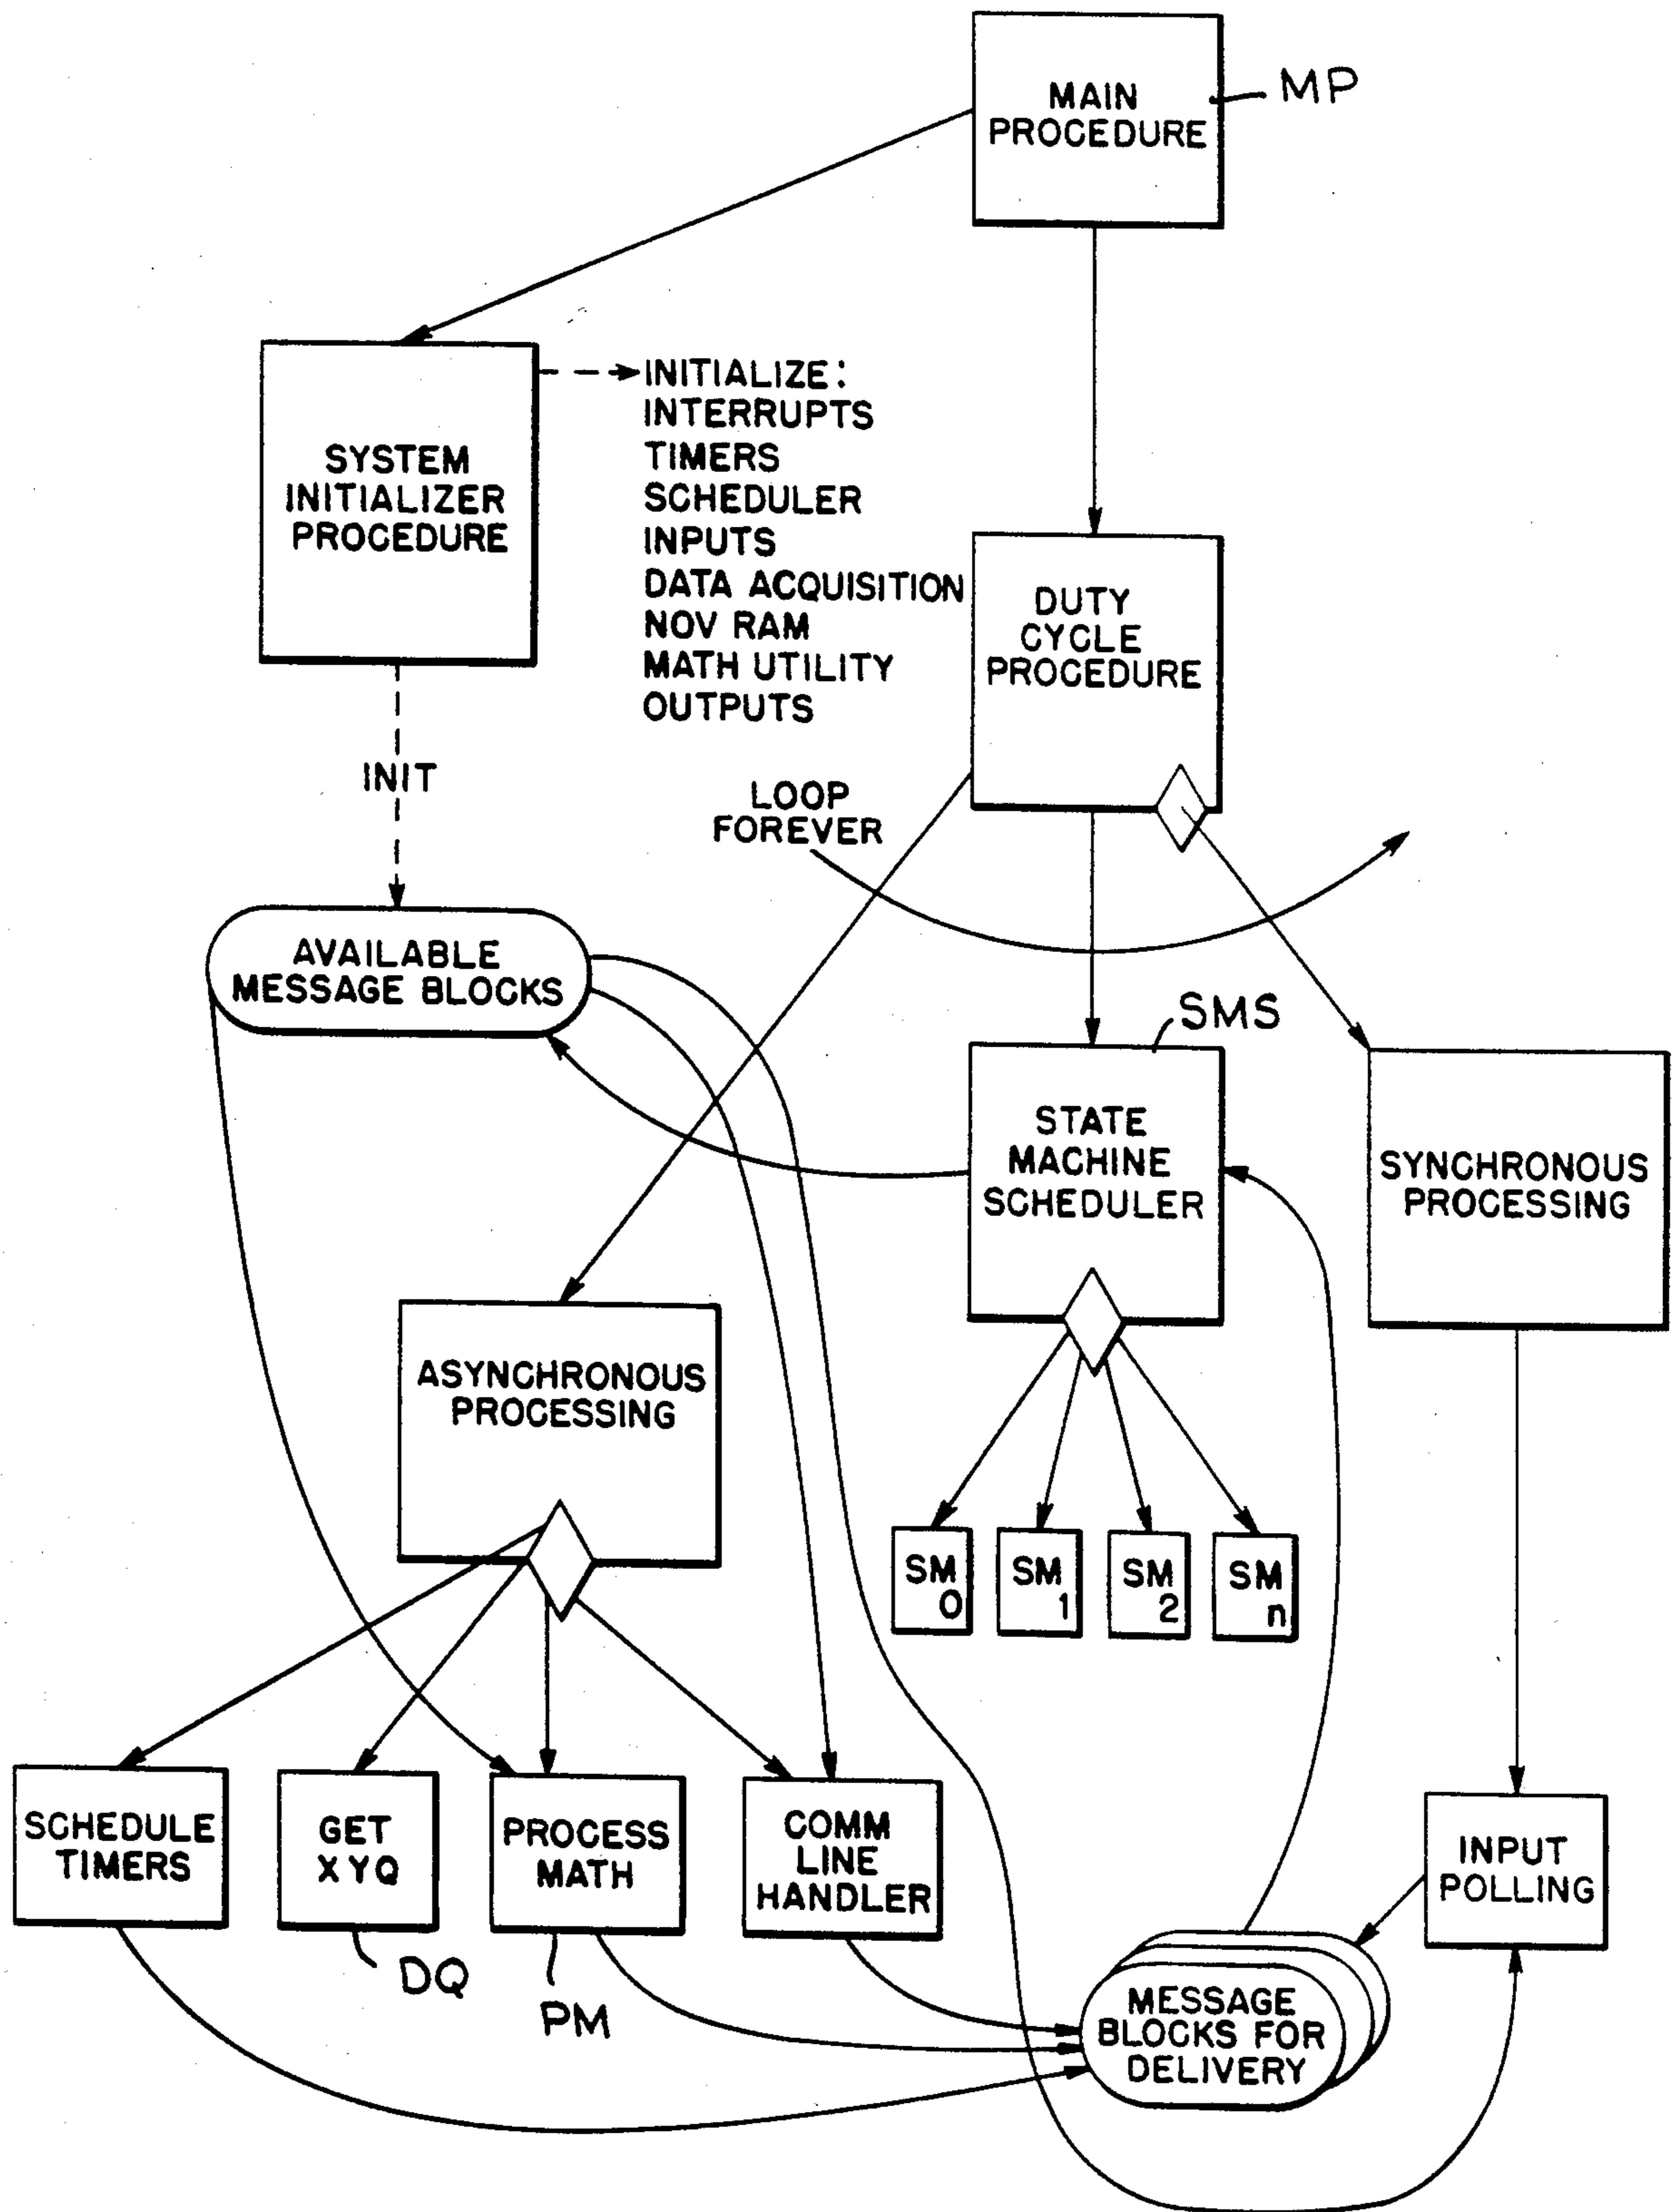 MAIN
PROCEDURE
MP
SYSTEM
INITIALIZER
PROCEDURE
INITIALIZE:
INTERRUPTS
TIMERS
SCHEDULER
INPUTS
DATA ACQUISITION
NOV RAM
MATH UTILITY
OUTPUTS
DUTY
CYCLE
PROCEDURE
INIT
LOOP
FOREVER
AVAILABLE
MESSAGE BLOCKS
SMS
STATE
MACHINE
SCHEDULER
SYNCHRONOUS
PROCESSING
ASYNCHRONOUS
PROCESSING
SM
0
SM
1
SM
2
SM
n
SCHEDULE
TIMERS
GET
XYQ
PROCESS
MATH
COMM
LINE
HANDLER
INPUT
POLLING
DQ
PM
MESSAGE
BLOCKS FOR
DELIVERY